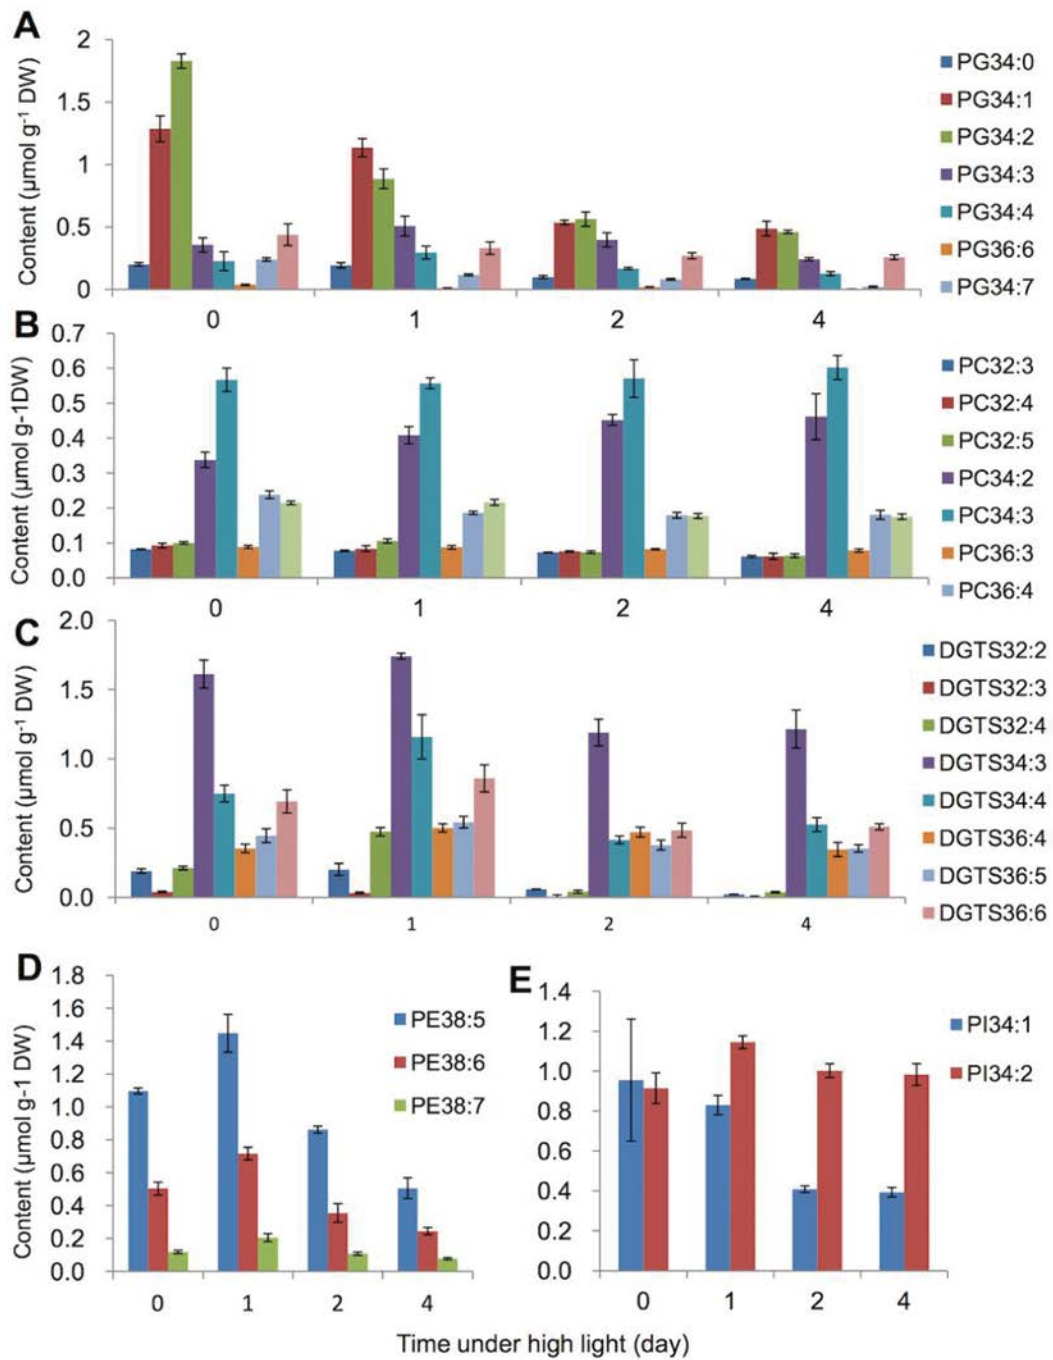 A
Content (µmol g⁻¹ DW)
2
1.5
1
0.5
0
0
1
2
4
PG34:0
PG34:1
PG34:2
PG34:3
PG34:4
PG36:6
PG34:7
B
Content (µmol g-1DW)
0.7
0.6
0.5
0.4
0.3
0.2
0.1
0.0
0
1
2
4
PC32:3
PC32:4
PC32:5
PC34:2
PC34:3
PC36:3
PC36:4
C
Content (µmol g⁻¹ DW)
2.0
1.5
1.0
0.5
0.0
0
1
2
4
DGTS32:2
DGTS32:3
DGTS32:4
DGTS34:3
DGTS34:4
DGTS36:4
DGTS36:5
DGTS36:6
D
Content (µmol g-1 DW)
1.8
1.6
1.4
1.2
1.0
0.8
0.6
0.4
0.2
0.0
0
1
2
4
PE38:5
PE38:6
PE38:7
E
1.4
1.2
1.0
0.8
0.6
0.4
0.2
0.0
0
1
2
4
PI34:1
PI34:2
Time under high light (day)